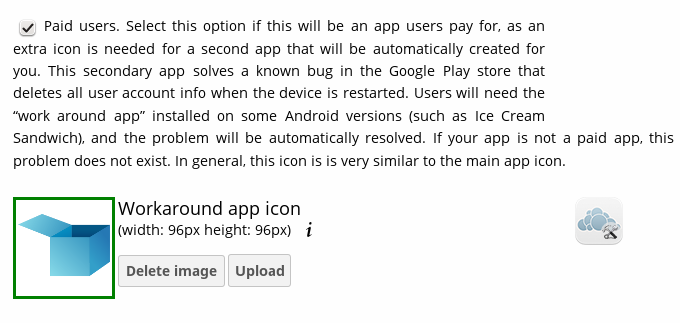 Paid users. Select this option if this will be an app users pay for, as an
extra icon is needed for a second app that will be automatically created for
you. This secondary app solves a known bug in the Google Play store that
deletes all user account info when the device is restarted. Users will need the
“work around app” installed on some Android versions (such as Ice Cream
Sandwich), and the problem will be automatically resolved. If your app is not a paid app, this
problem does not exist. In general, this icon is is very similar to the main app icon.
Workaround app icon
(width: 96px height: 96px) i
Delete image Upload